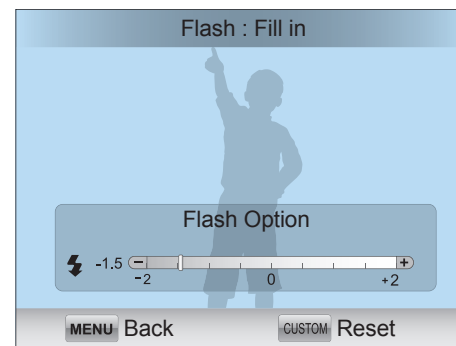 Flash : Fill in
Flash Option
-1.5 - +
-2 0 +2
MENU Back CUSTOM Reset